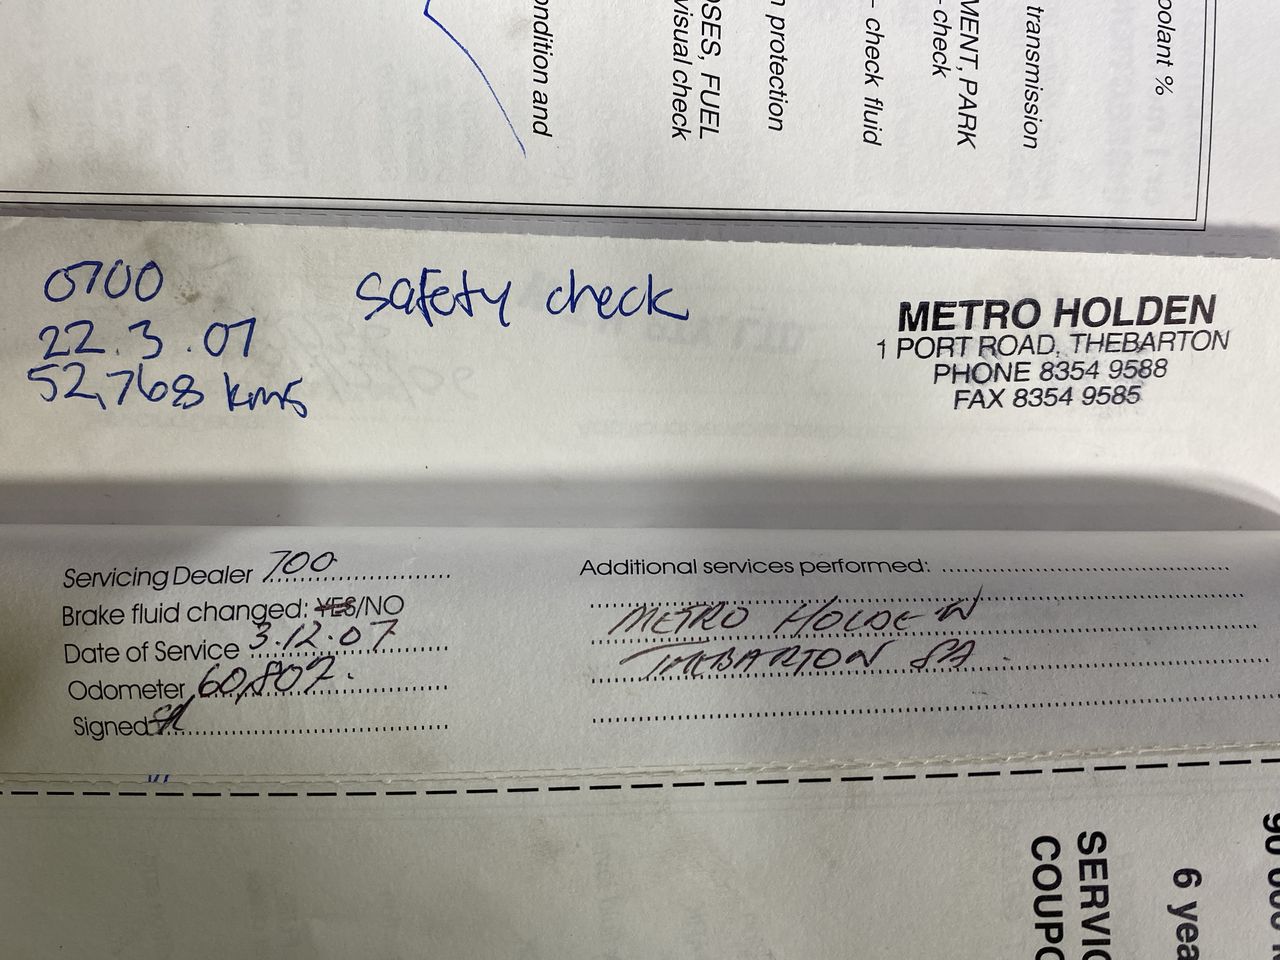 oolant %
transmission
MENT, PARK
- check
- check fluid
n protection
SES, FUEL
visual check
ondition and
0700
22.3.07
52,768 kms
safety check
METRO HOLDEN
1 PORT ROAD, THEBARTON
PHONE 8354 9588
FAX 8354 9585
Servicing Dealer 700
Brake fluid changed: YES/NO
Date of Service 3.12.07
Odometer 60,807.
Signed
Additional services performed:
METRO HOLDEN
THEBARTON SA.
SERVIC
COUPO
6 yea